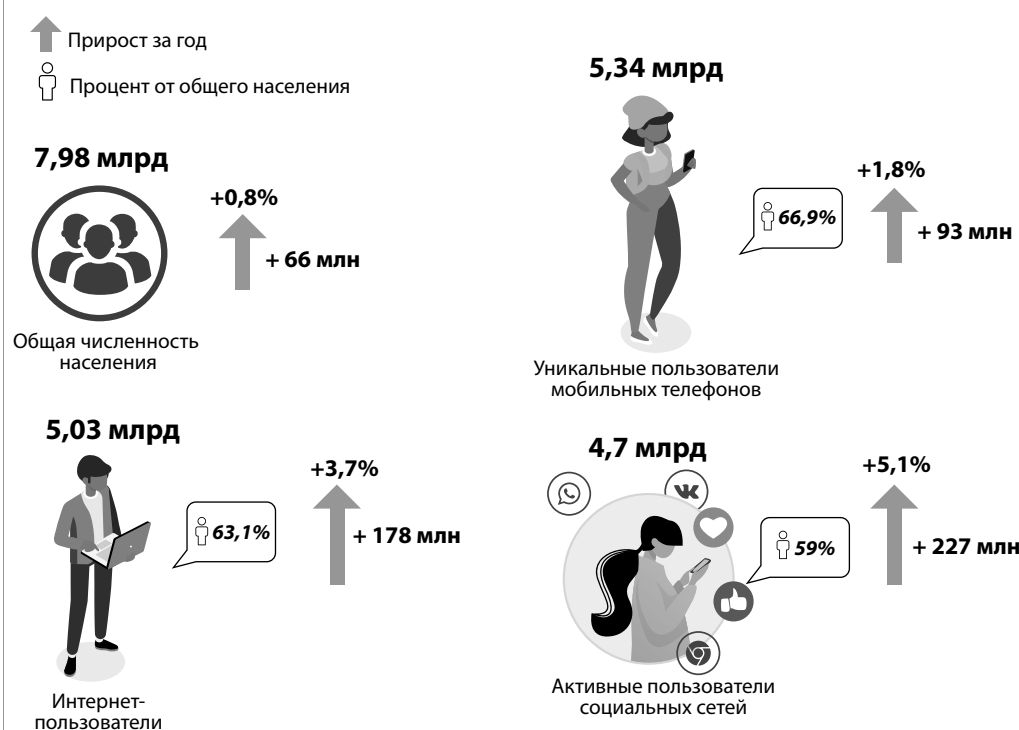 Прирост за год
Процент от общего населения
7,98 млрд
+0,8%
+ 66 млн
Общая численность
населения
5,34 млрд
66,9%
+1,8%
+ 93 млн
Уникальные пользователи
мобильных телефонов
5,03 млрд
63,1%
+3,7%
+ 178 млн
Интернет-
пользователи
4,7 млрд
59%
+5,1%
+ 227 млн
Активные пользователи
социальных сетей